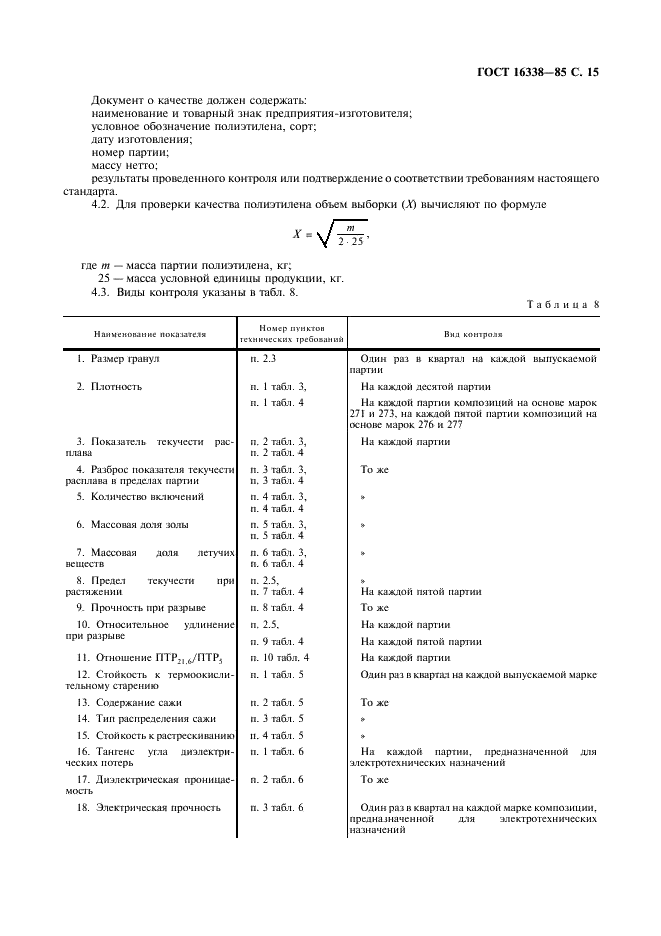 ГОСТ 16338—85 С. 15
Документ о качестве должен содержать:
наименование и товарный знак предприятия-изготовителя;
условное обозначение полиэтилена, сорт;
дату изготовления;
номер партии;
массу нетто;
результаты проведенного контроля или подтверждение о соответствии требованиям настоящего
стандарта.
4.2. Для проверки качества полиэтилена объем выборки (X) вычисляют по формуле
X = √(m / 2 · 25),
где m — масса партии полиэтилена, кг;
25 — масса условной единицы продукции, кг.
4.3. Виды контроля указаны в табл. 8.
Таблица 8
Наименование показателя | Номер пунктов технических требований | Вид контроля
1. Размер гранул | п. 2.3 | Один раз в квартал на каждой выпускаемой
партии
2. Плотность | п. 1 табл. 3, | На каждой десятой партии
п. 1 табл. 4 | На каждой партии композиций на основе марок
271 и 273, на каждой пятой партии композиций на
основе марок 276 и 277
3. Показатель текучести рас- | п. 2 табл. 3, | На каждой партии
плава | п. 2 табл. 4
4. Разброс показателя текучести | п. 3 табл. 3, | То же
расплава в пределах партии | п. 3 табл. 4
5. Количество включений | п. 4 табл. 3, | »
п. 4 табл. 4
6. Массовая доля золы | п. 5 табл. 3, | »
п. 5 табл. 4
7. Массовая доля летучих | п. 6 табл. 3, | »
веществ | п. 6 табл. 4
8. Предел текучести при | п. 2.5, | »
растяжении | п. 7 табл. 4 | На каждой пятой партии
9. Прочность при разрыве | п. 8 табл. 4 | То же
10. Относительное удлинение | п. 2.5, | На каждой партии
при разрыве | п. 9 табл. 4 | На каждой пятой партии
11. Отношение ПТР21,6/ПТР5 | п. 10 табл. 4 | На каждой партии
12. Стойкость к термоокисли- | п. 1 табл. 5 | Один раз в квартал на каждой выпускаемой марке
тельному старению
13. Содержание сажи | п. 2 табл. 5 | То же
14. Тип распределения сажи | п. 3 табл. 5 | »
15. Стойкость к растрескиванию | п. 4 табл. 5 | »
16. Тангенс угла диэлектри- | п. 1 табл. 6 | На каждой партии, предназначенной для
ческих потерь | электротехнических назначений
17. Диэлектрическая проницае- | п. 2 табл. 6 | То же
мость
18. Электрическая прочность | п. 3 табл. 6 | Один раз в квартал на каждой марке композиции,
предназначенной для электротехнических
назначений